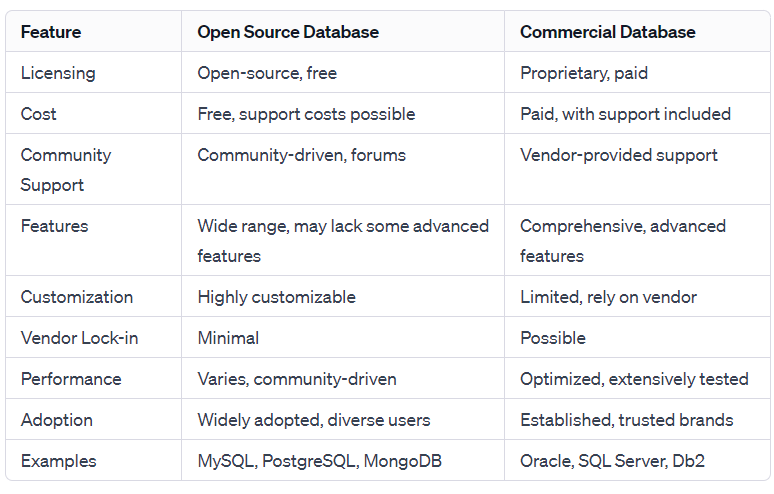 Feature Open Source Database Commercial Database
Licensing Open-source, free Proprietary, paid
Cost Free, support costs possible Paid, with support included
Community Support Community-driven, forums Vendor-provided support
Features Wide range, may lack some advanced features Comprehensive, advanced features
Customization Highly customizable Limited, rely on vendor
Vendor Lock-in Minimal Possible
Performance Varies, community-driven Optimized, extensively tested
Adoption Widely adopted, diverse users Established, trusted brands
Examples MySQL, PostgreSQL, MongoDB Oracle, SQL Server, Db2